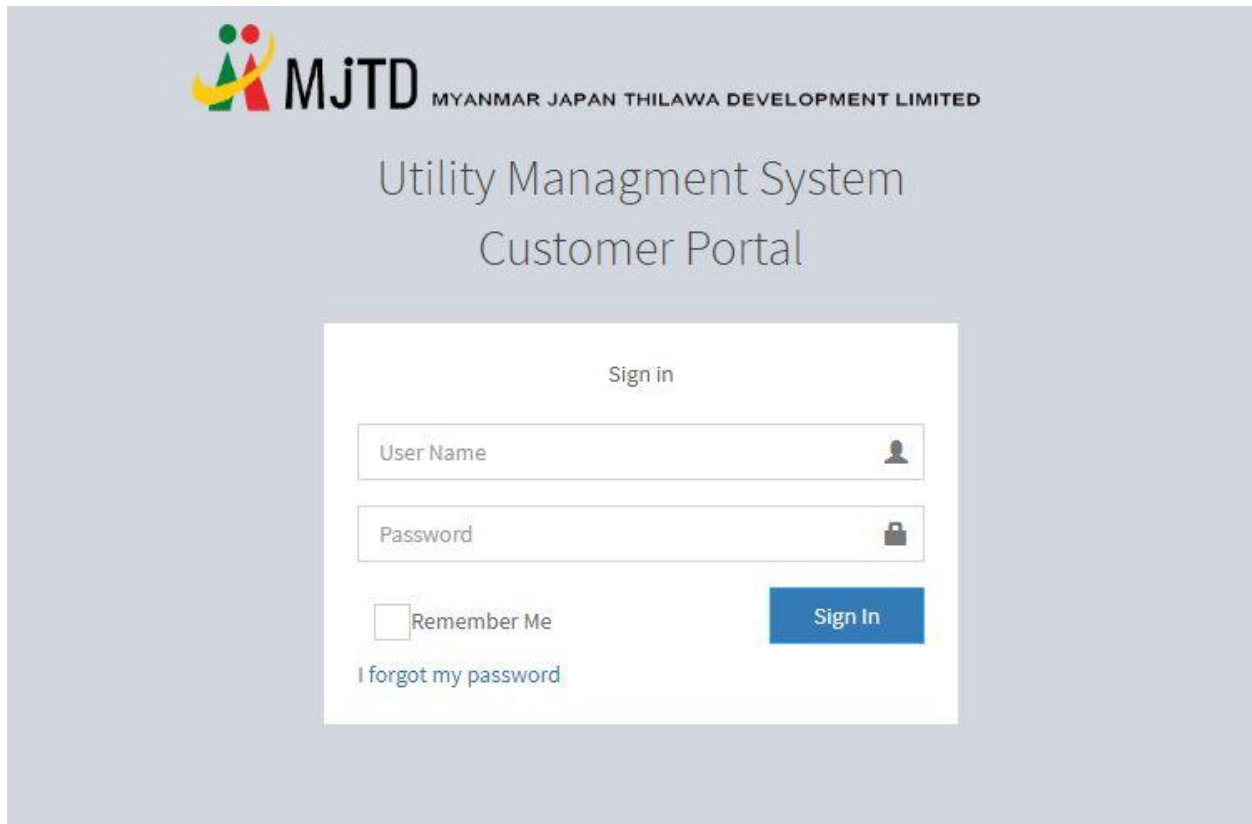 MJTD MYANMAR JAPAN THILAWA DEVELOPMENT LIMITED
Utility Managment System
Customer Portal
Sign in
User Name
Password
Remember Me
Sign In
I forgot my password